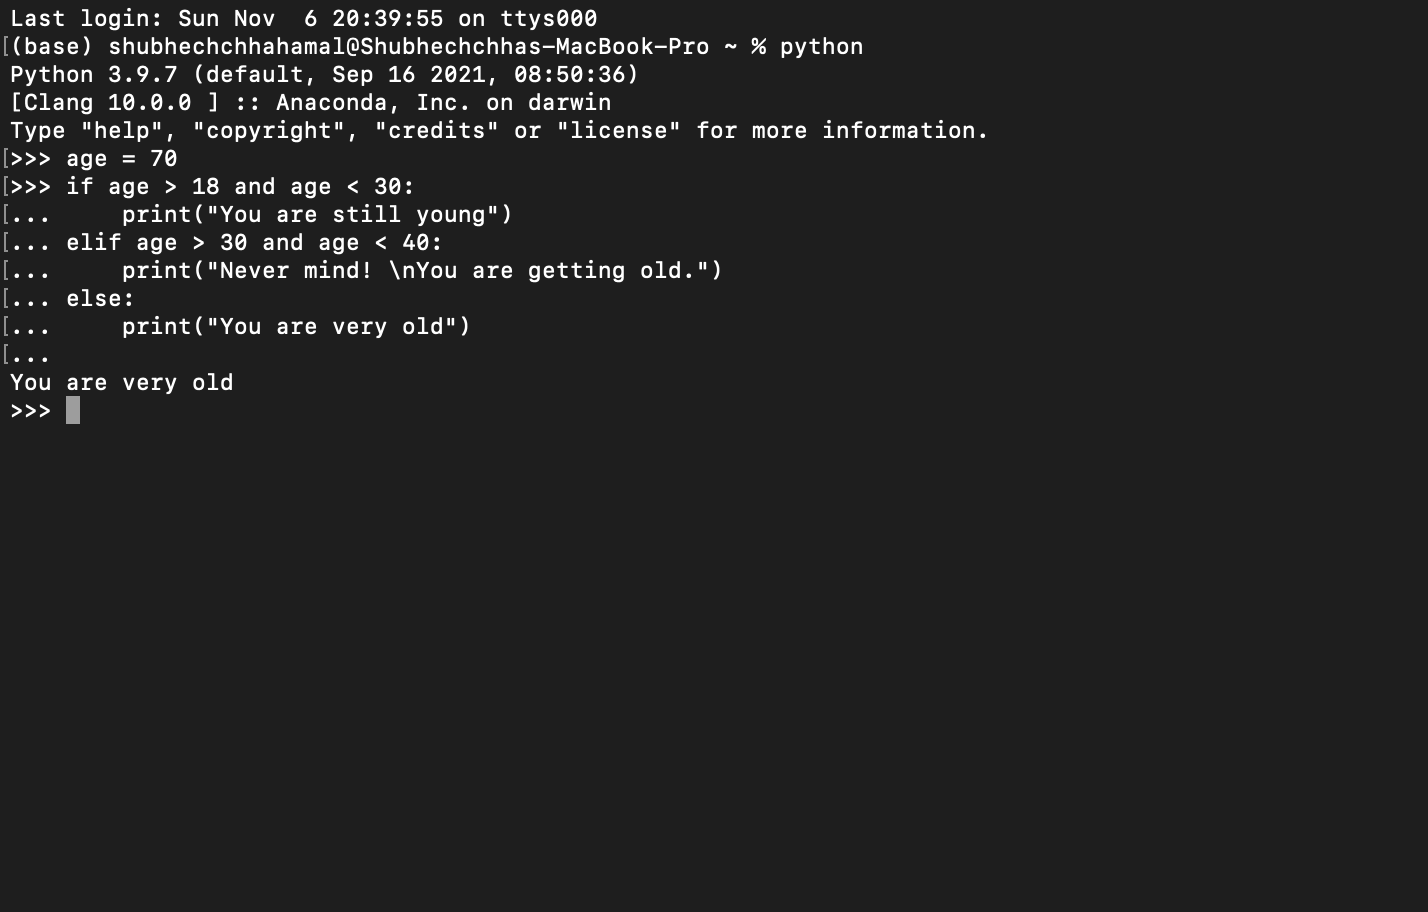 Last login: Sun Nov  6 20:39:55 on ttys000
[(base) shubhechchhahamal@Shubhechchhas-MacBook-Pro ~ % python
Python 3.9.7 (default, Sep 16 2021, 08:50:36)
[Clang 10.0.0 ] :: Anaconda, Inc. on darwin
Type "help", "copyright", "credits" or "license" for more information.
[>>> age = 70
[>>> if age > 18 and age < 30:
[...     print("You are still young")
[... elif age > 30 and age < 40:
[...     print("Never mind! \nYou are getting old.")
[... else:
[...     print("You are very old")
[...
You are very old
>>>